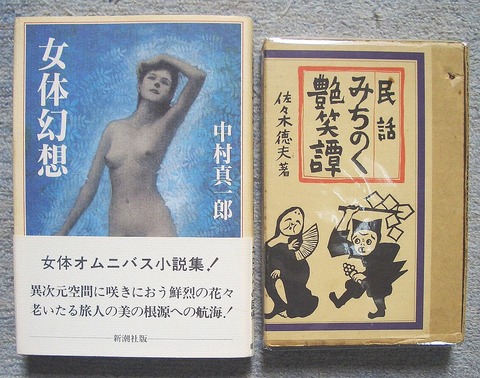 女体幻想
中村真一郎
女体オムニバス小説集!
異次元空間に咲きにおう鮮烈の花々
老いたる旅人の美の根源への航海!
新潮社版
民話
みちのく
艶笑譚
佐々木徳夫著